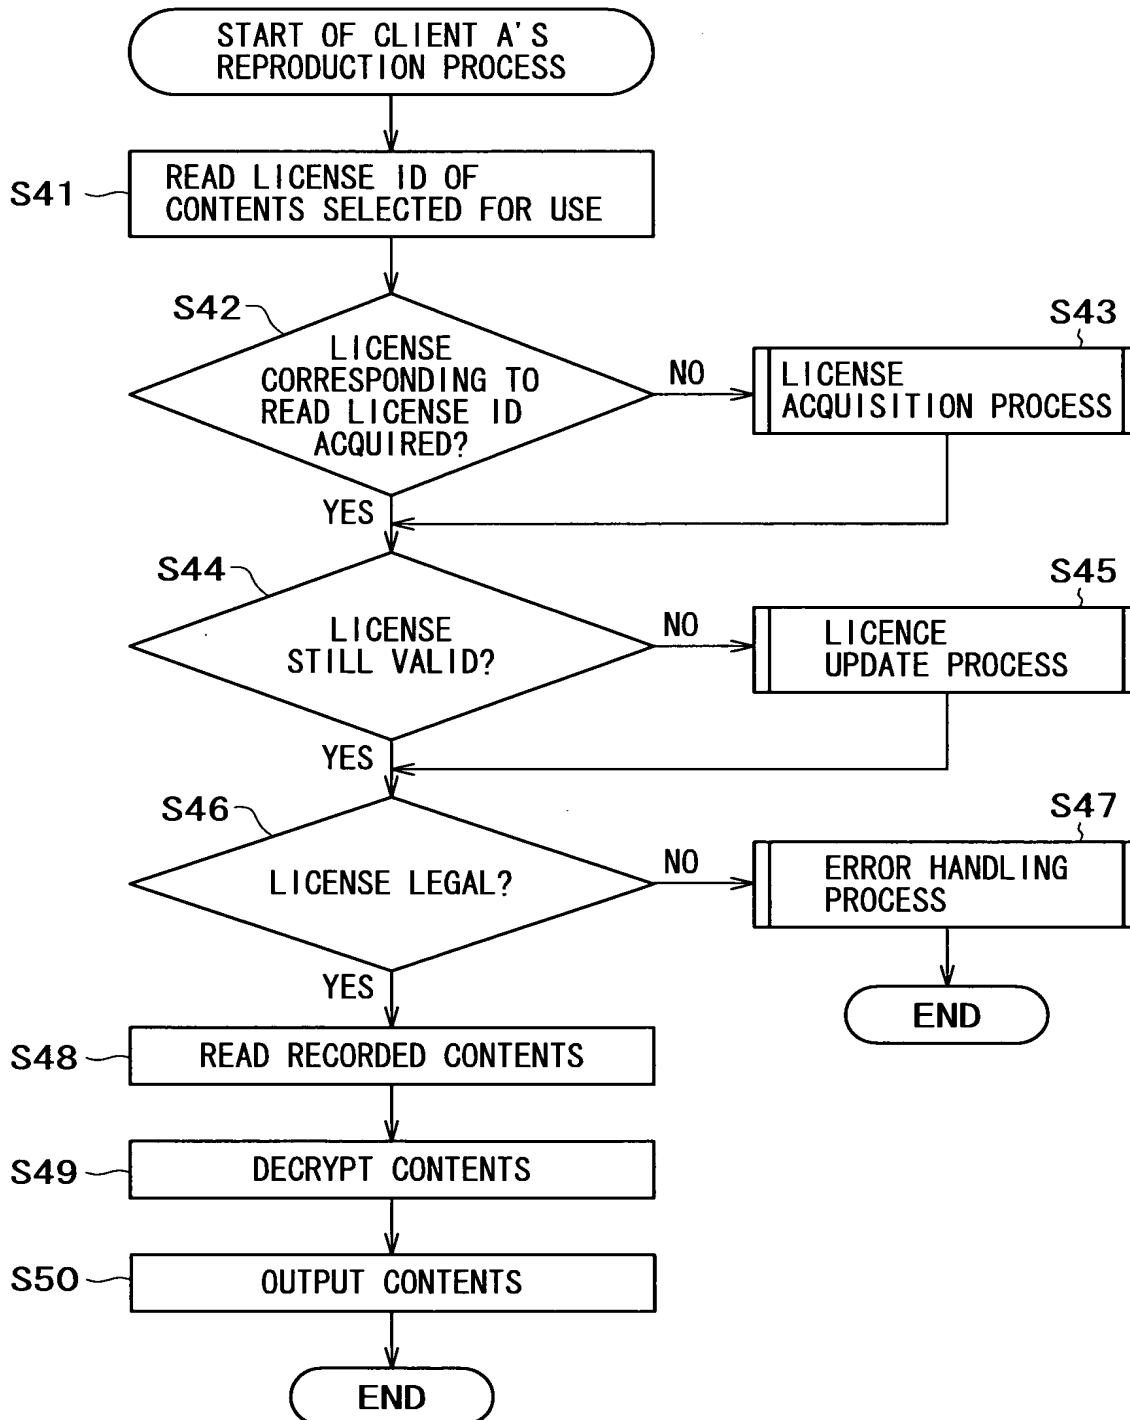 START OF CLIENT A'S
REPRODUCTION PROCESS
S41
READ LICENSE ID OF
CONTENTS SELECTED FOR USE
S42
LICENSE
CORRESPONDING TO
READ LICENSE ID
ACQUIRED?
NO
S43
LICENSE
ACQUISITION PROCESS
YES
S44
LICENSE
STILL VALID?
NO
S45
LICENCE
UPDATE PROCESS
YES
S46
LICENSE LEGAL?
NO
S47
ERROR HANDLING
PROCESS
END
YES
S48
READ RECORDED CONTENTS
S49
DECRYPT CONTENTS
S50
OUTPUT CONTENTS
END